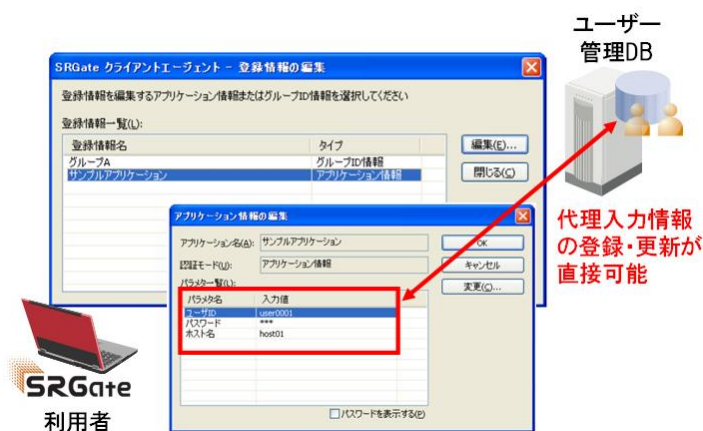 ユーザー
管理DB
SRGate クライアントエージェント - 登録情報の編集
登録情報を編集するアプリケーション情報またはグループID情報を選択してください
登録情報一覧(L):
登録情報名 タイプ
グループA グループID情報
サンプルアプリケーション アプリケーション情報
編集(E)...
閉じる(C)
アプリケーション情報の編集
アプリケーション名(A): サンプルアプリケーション
認証モード(U): アプリケーション情報
パラメタ一覧(L):
パラメタ名 入力値
ユーザID user0001
パスワード ***
ホスト名 host01
OK
キャンセル
変更(C)...
パスワードを表示する(P)
代理入力情報
の登録・更新が
直接可能
SRGate
利用者